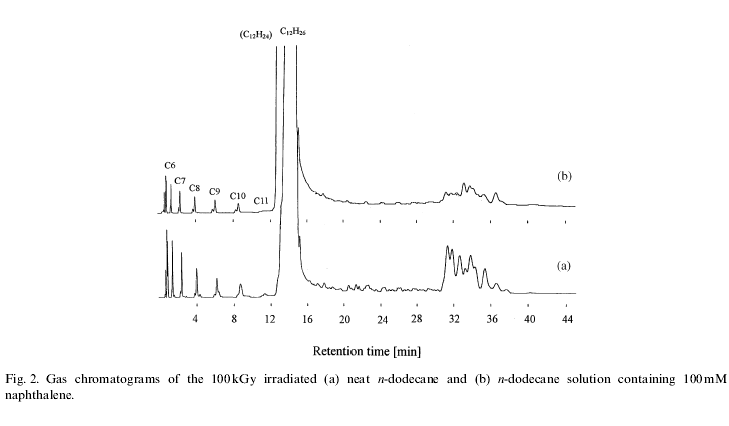 (C₁₂H₂₄) C₁₂H₂₆
C6
C7
C8
C9
C10
C11
(b)
(a)
4 8 12 16 20 24 28 32 36 40 44
Retention time [min]
Fig. 2. Gas chromatograms of the 100 kGy irradiated (a) neat n-dodecane and (b) n-dodecane solution containing 100 mM
naphthalene.